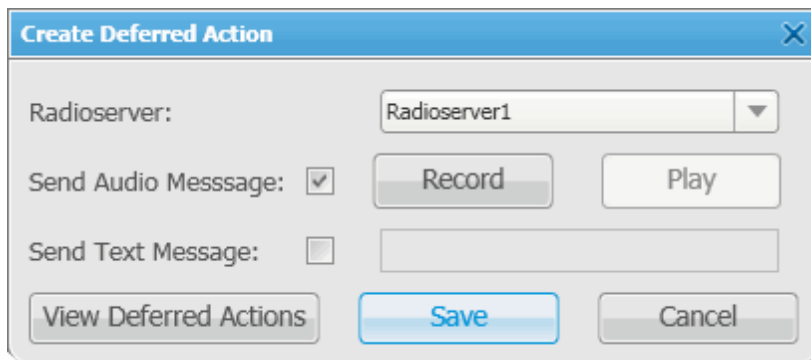 Create Deferred Action
Radioserver: Radioserver1
Send Audio Messsage: Record Play
Send Text Message:
View Deferred Actions Save Cancel